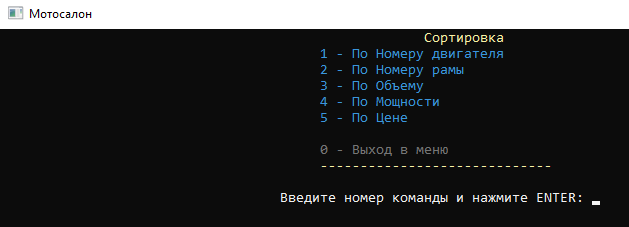 Мотосалон
Сортировка
1 - По Номеру двигателя
2 - По Номеру рамы
3 - По Объему
4 - По Мощности
5 - По Цене
0 - Выход в меню
-----------------------------
Введите номер команды и нажмите ENTER: